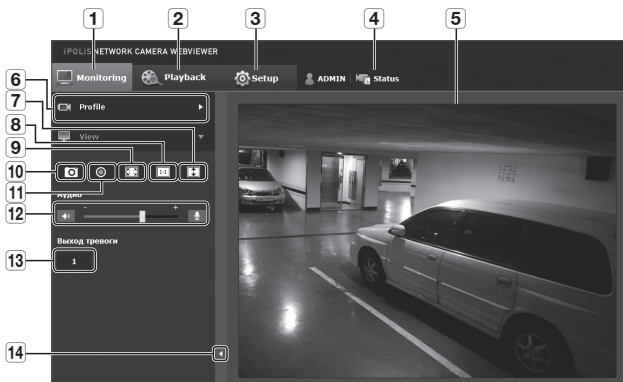 1 2 3 4 5
iPOLiS NETWORK CAMERA WEBVIEWER
Monitoring Playback Setup ADMIN Status
6
Profile
7
View
8
9
1:1
10
11
Аудио
12
- +
Выход тревоги
13
1
14